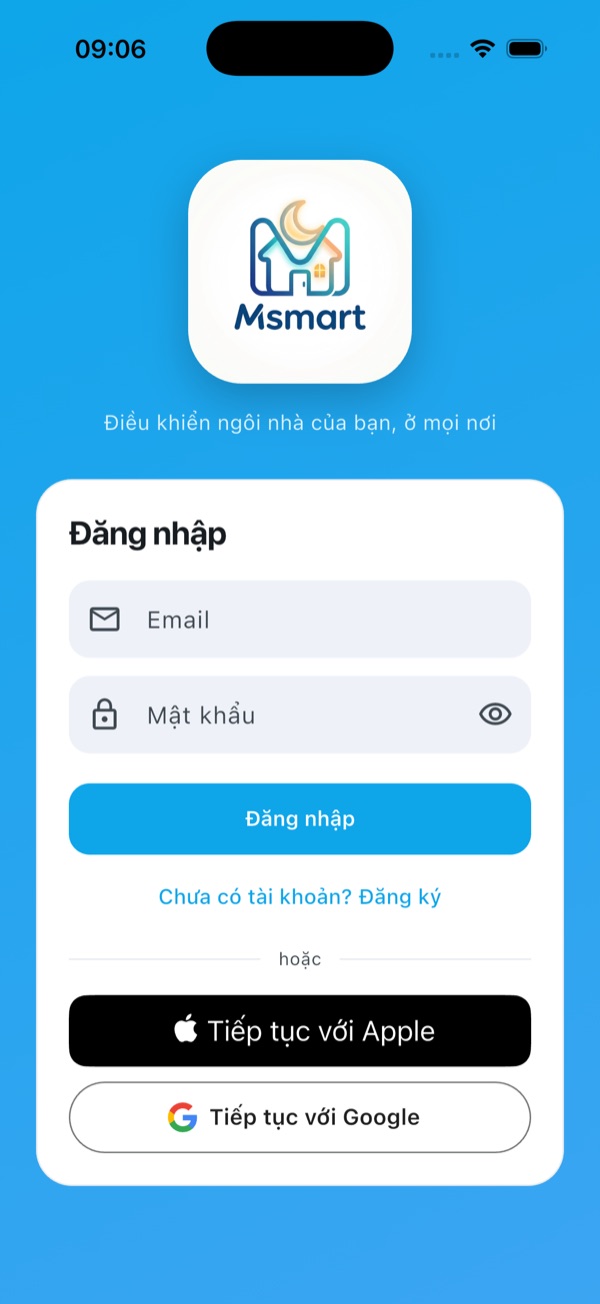 09:06
Msmart
Điều khiển ngôi nhà của bạn, ở mọi nơi
Đăng nhập
Email
Mật khẩu
Đăng nhập
Chưa có tài khoản? Đăng ký
hoặc
Tiếp tục với Apple
Tiếp tục với Google